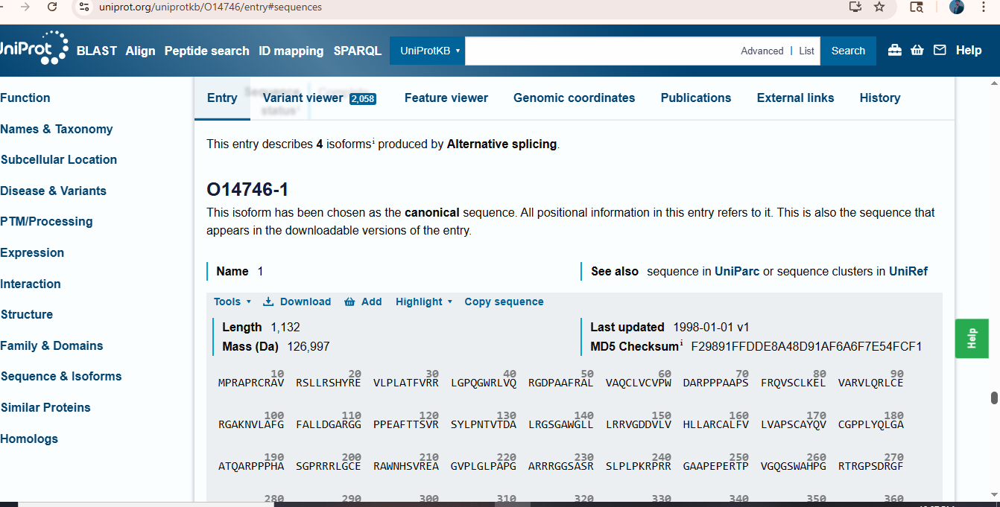 uniprot.org/uniprotkb/O14746/entry#sequences
UniProt BLAST Align Peptide search ID mapping SPARQL UniProtKB Advanced | List Search Help
Function
Names & Taxonomy
Subcellular Location
Disease & Variants
PTM/Processing
Expression
Interaction
Structure
Family & Domains
Sequence & Isoforms
Similar Proteins
Homologs
Entry Variant viewer 2,058 Feature viewer Genomic coordinates Publications External links History
Sequence
status
This entry describes 4 isoformsⁱ produced by Alternative splicing.
O14746-1
This isoform has been chosen as the canonical sequence. All positional information in this entry refers to it. This is also the sequence that
appears in the downloadable versions of the entry.
Name 1
See also sequence in UniParc or sequence clusters in UniRef
Tools Download Add Highlight Copy sequence
Length 1,132
Mass (Da) 126,997
Last updated 1998-01-01 v1
MD5 Checksumⁱ F29891FFDDE8A48D91AF6A6F7E54FCF1
10 20 30 40 50 60 70 80 90
MPRAPRCRAV RSLLRSHYRE VLPLATFVRR LGPQGWRLVQ RGDPAAFRAL VAQCLVCVPW DARPPPAAPS FRQVSCLKEL VARVLQRLCE
100 110 120 130 140 150 160 170 180
RGAKNVLAFG FALLDGARGG PPEAFTTSVR SYLPNTVTDA LRGSGAWGLL LRRVGDDVLV HLLARCALFV LVAPSCAYQV CGPPLYQLGA
190 200 210 220 230 240 250 260 270
ATQARPPPHA SGPRRRLGCE RAWNHSVREA GVPLGLPAPG ARRRGGSASR SLPLPKRPRR GAAPEPERTP VGQGSWAHPG RTRGPSDRGF
280 290 300 310 320 330 340 350 360
Help